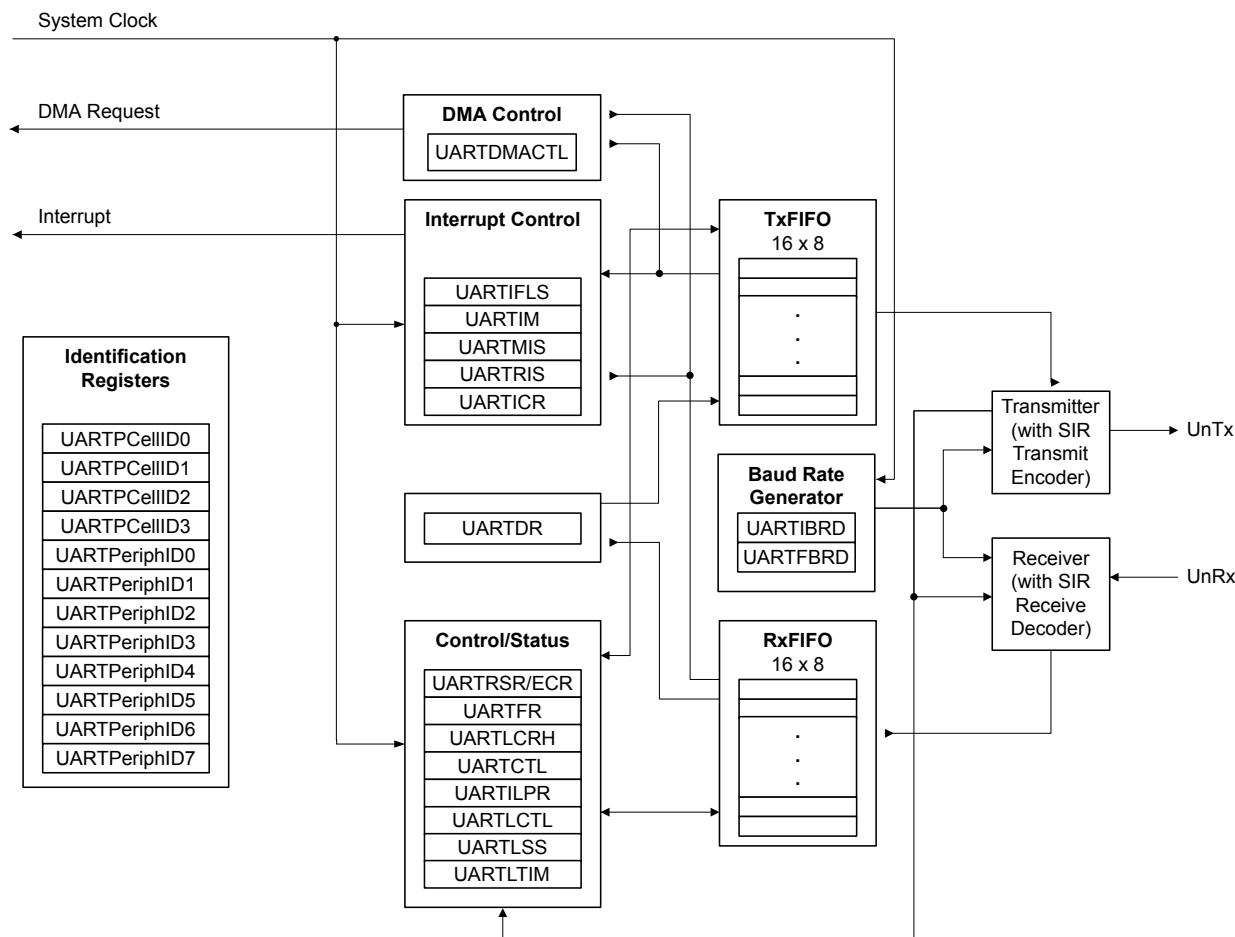 System Clock
DMA Request
DMA Control
UARTDMACTL
Interrupt
Interrupt Control
UARTIFLS
UARTIM
UARTMIS
UARTRIS
UARTICR
TxFIFO
16 x 8
.
.
.
Identification
Registers
UARTPCellID0
UARTPCellID1
UARTPCellID2
UARTPCellID3
UARTPeriphID0
UARTPeriphID1
UARTPeriphID2
UARTPeriphID3
UARTPeriphID4
UARTPeriphID5
UARTPeriphID6
UARTPeriphID7
UARTDR
Baud Rate
Generator
UARTIBRD
UARTFBRD
Transmitter
(with SIR
Transmit
Encoder)
UnTx
Receiver
(with SIR
Receive
Decoder)
UnRx
Control/Status
UARTRSR/ECR
UARTFR
UARTLCRH
UARTCTL
UARTILPR
UARTLCTL
UARTLSS
UARTLTIM
RxFIFO
16 x 8
.
.
.